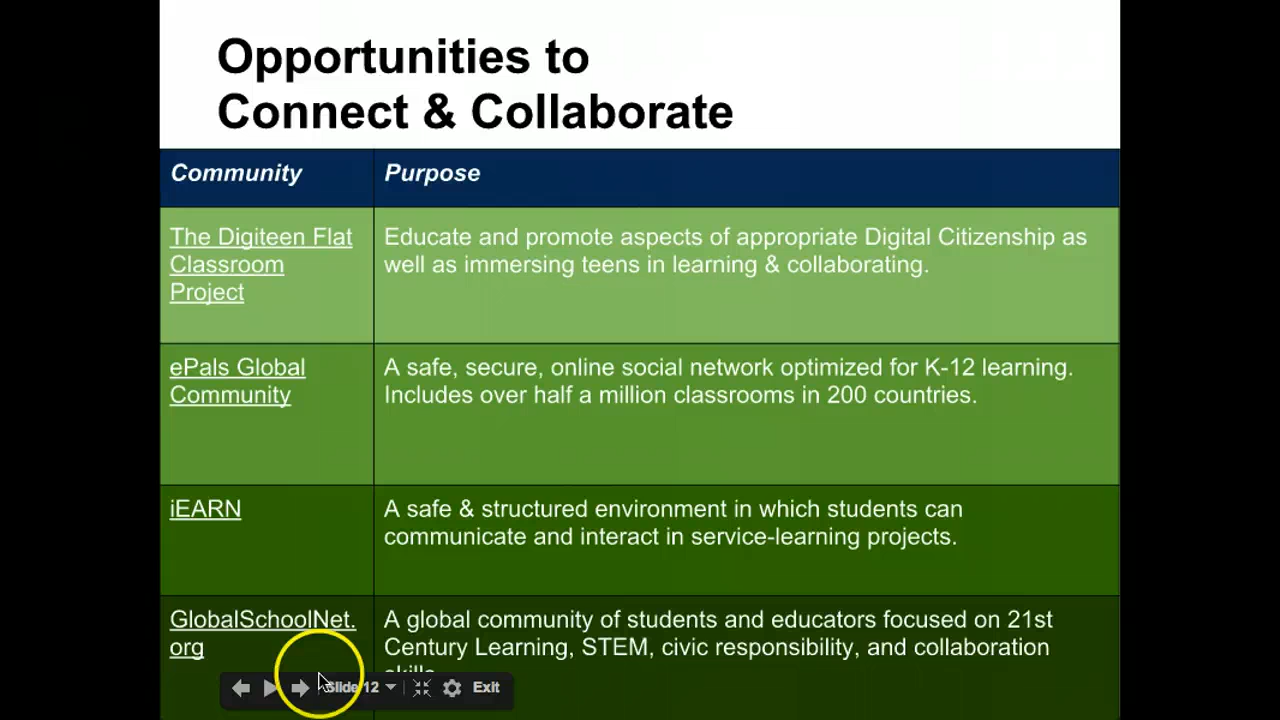 Opportunities to
Connect & Collaborate
Community
Purpose
The Digiteen Flat
Classroom
Project
Educate and promote aspects of appropriate Digital Citizenship as
well as immersing teens in learning & collaborating.
ePals Global
Community
A safe, secure, online social network optimized for K-12 learning.
Includes over half a million classrooms in 200 countries.
iEARN
A safe & structured environment in which students can
communicate and interact in service-learning projects.
GlobalSchoolNet.
org
A global community of students and educators focused on 21st
Century Learning, STEM, civic responsibility, and collaboration
skills.
Slide 12
Exit